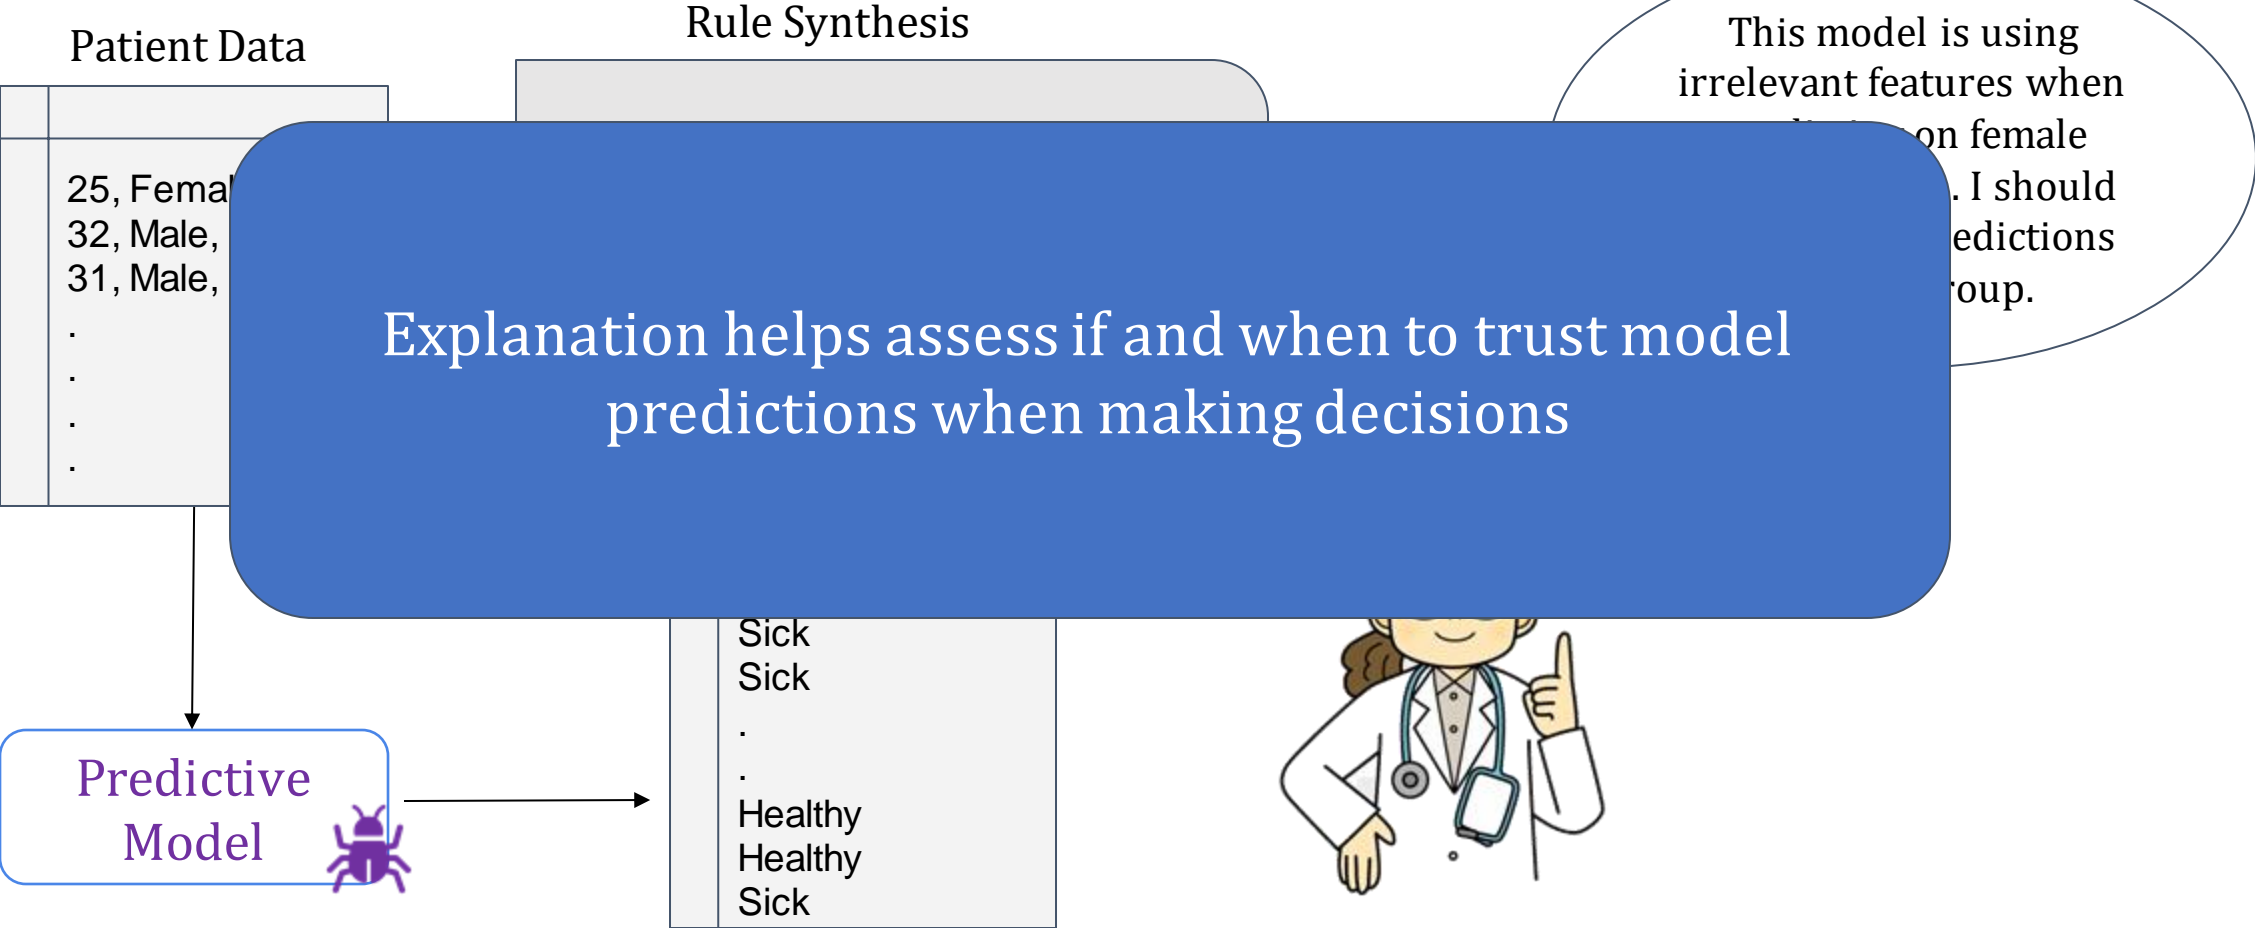 Patient Data
25, Femal
32, Male,
31, Male,
.
.
.
.
Predictive
Model
Rule Synthesis
Explanation helps assess if and when to trust model
predictions when making decisions
Sick
Sick
.
.
Healthy
Healthy
Sick
This model is using
irrelevant features when
on female
. I should
edictions
roup.